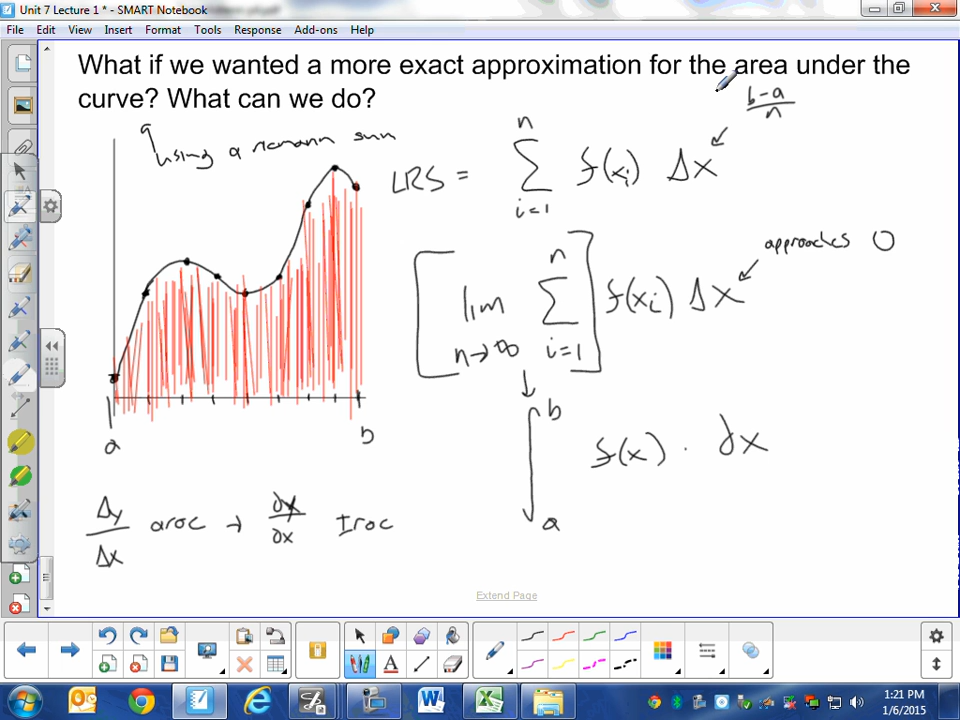 Unit 7 Lecture 1 * - SMART Notebook
File Edit View Insert Format Tools Response Add-ons Help
What if we wanted a more exact approximation for the area under the
curve? What can we do?
using a riemann sum
LRS = n Σ i=1 f(xi) Δx
b-a
n
approaches 0
[ lim n→∞ n Σ i=1 ] f(xi) Δx
∫ b a f(x) · dx
a b
Δy/Δx aroc → dy/dx Iroc
Extend Page
1:21 PM
1/6/2015